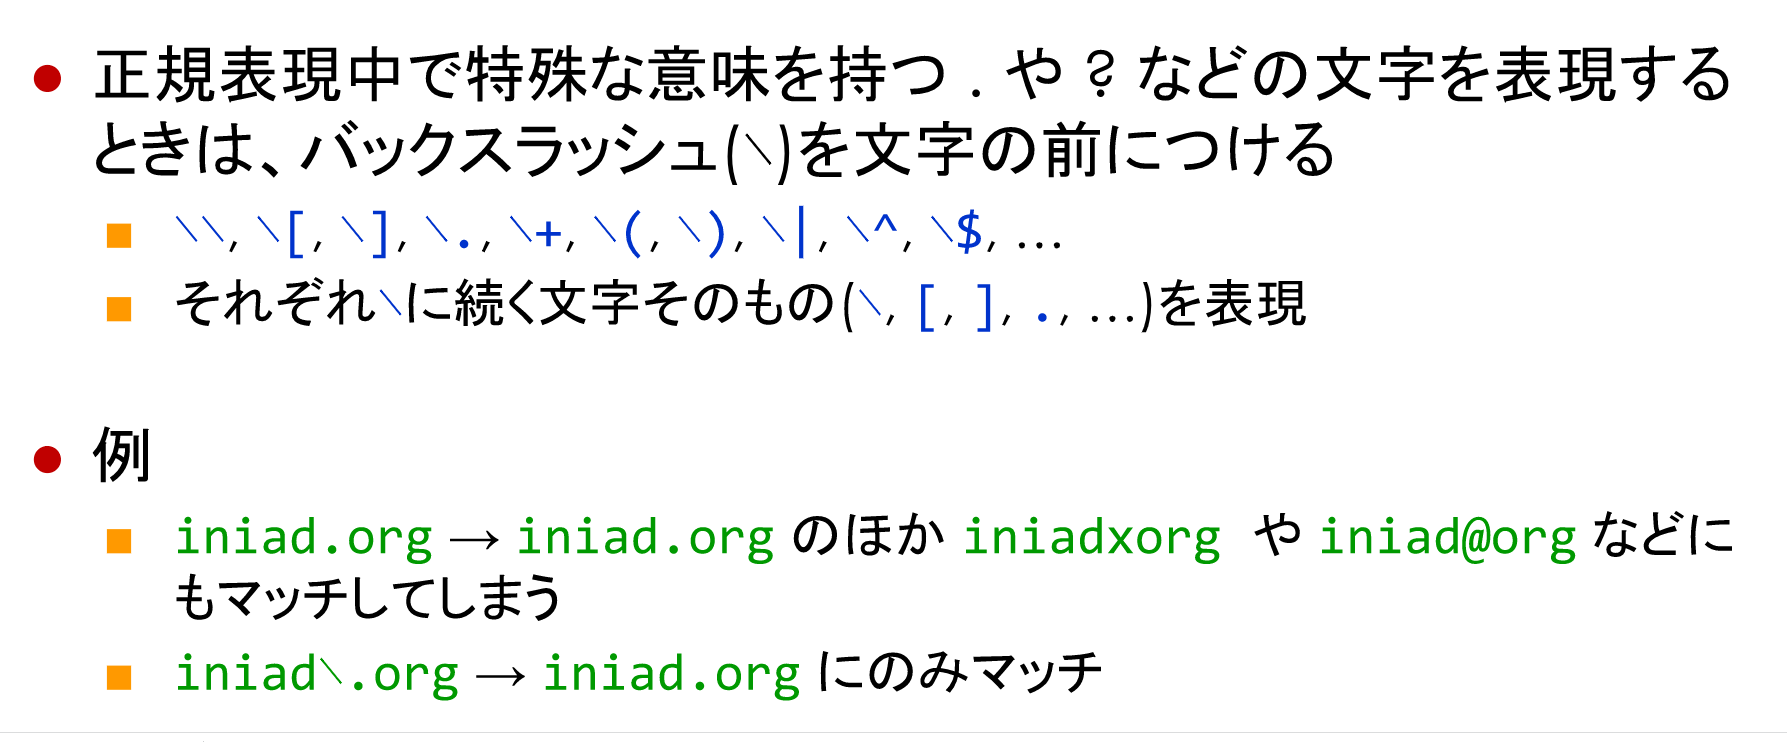 正規表現中で特殊な意味を持つ . や ? などの文字を表現する
ときは、バックスラッシュ(\)を文字の前につける
\\, \[, \], \., \+, \(, \), \|, \^, \$, …
それぞれ\に続く文字そのもの(\, [, ], ., …)を表現
例
iniad.org → iniad.org のほか iniadxorg や iniad@org などに
もマッチしてしまう
iniad\.org → iniad.org にのみマッチ